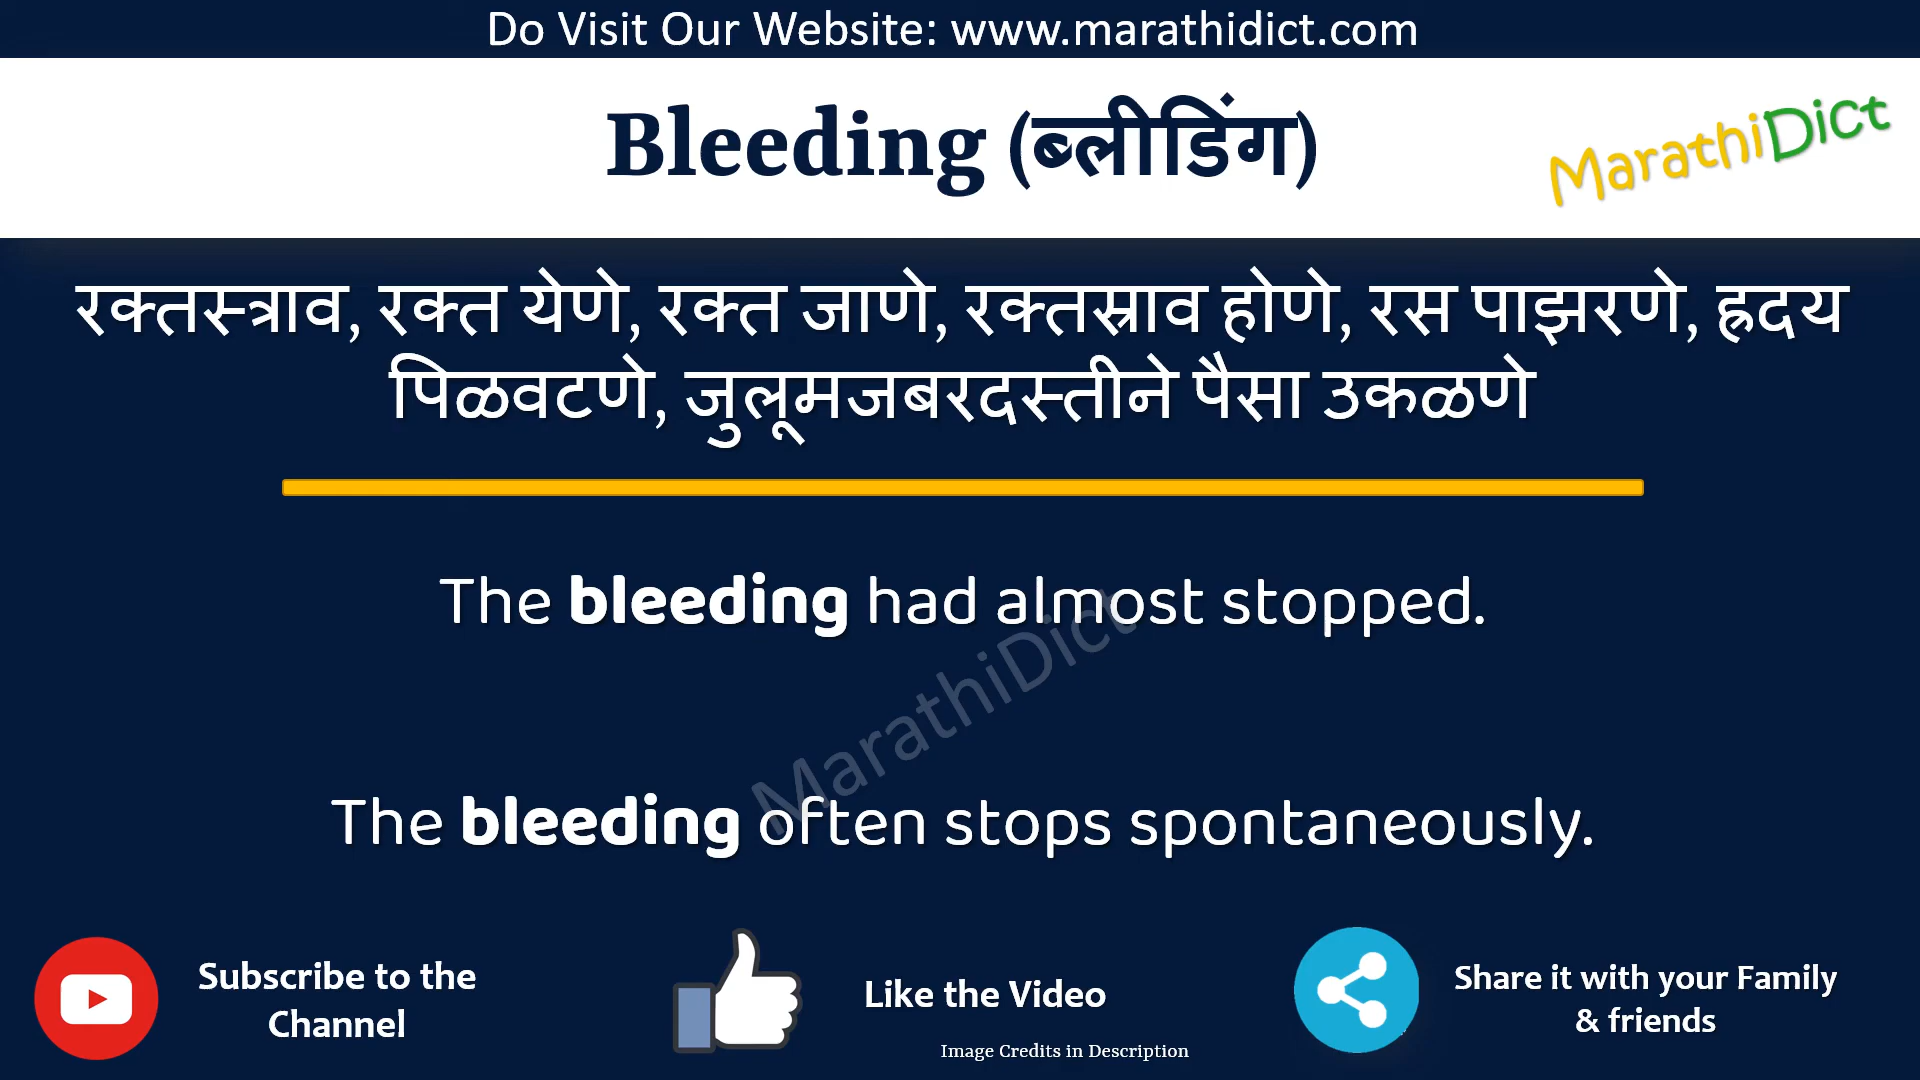 Do Visit Our Website: www.marathidict.com
Bleeding (ब्लीडिंग)
MarathiDict
रक्तस्त्राव, रक्त येणे, रक्त जाणे, रक्तस्राव होणे, रस पाझरणे, ह्रदय
पिळवटणे, जुलूमजबरदस्तीने पैसा उकळणे
The bleeding had almost stopped.
MarathiDict
The bleeding often stops spontaneously.
Subscribe to the
Channel
Like the Video
Share it with your Family
& friends
Image Credits in Description